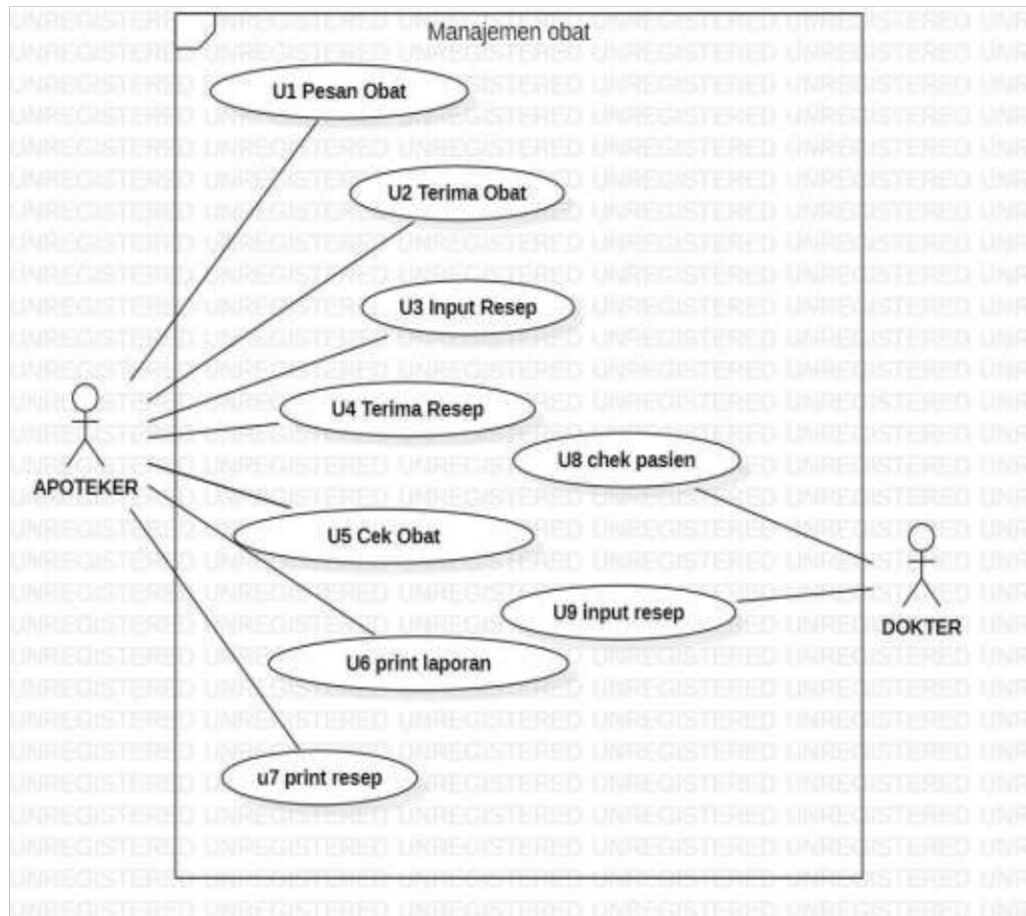 Manajemen obat
U1 Pesan Obat
U2 Terima Obat
U3 Input Resep
U4 Terima Resep
U8 chek pasien
APOTEKER
U5 Cek Obat
U9 input resep
DOKTER
U6 print laporan
u7 print resep
UNREGISTERED